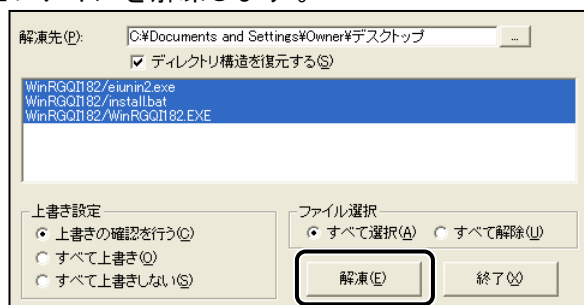 解凍先(P): C:¥Documents and Settings¥Owner¥デスクトップ ...
ディレクトリ構造を復元する(S)
WinRGQI182/eiunin2.exe
WinRGQI182/install.bat
WinRGQI182/WinRGQI182.EXE
上書き設定
上書きの確認を行う(C)
すべて上書き(O)
すべて上書きしない(S)
ファイル選択
すべて選択(A) すべて解除(U)
解凍(E) 終了(X)